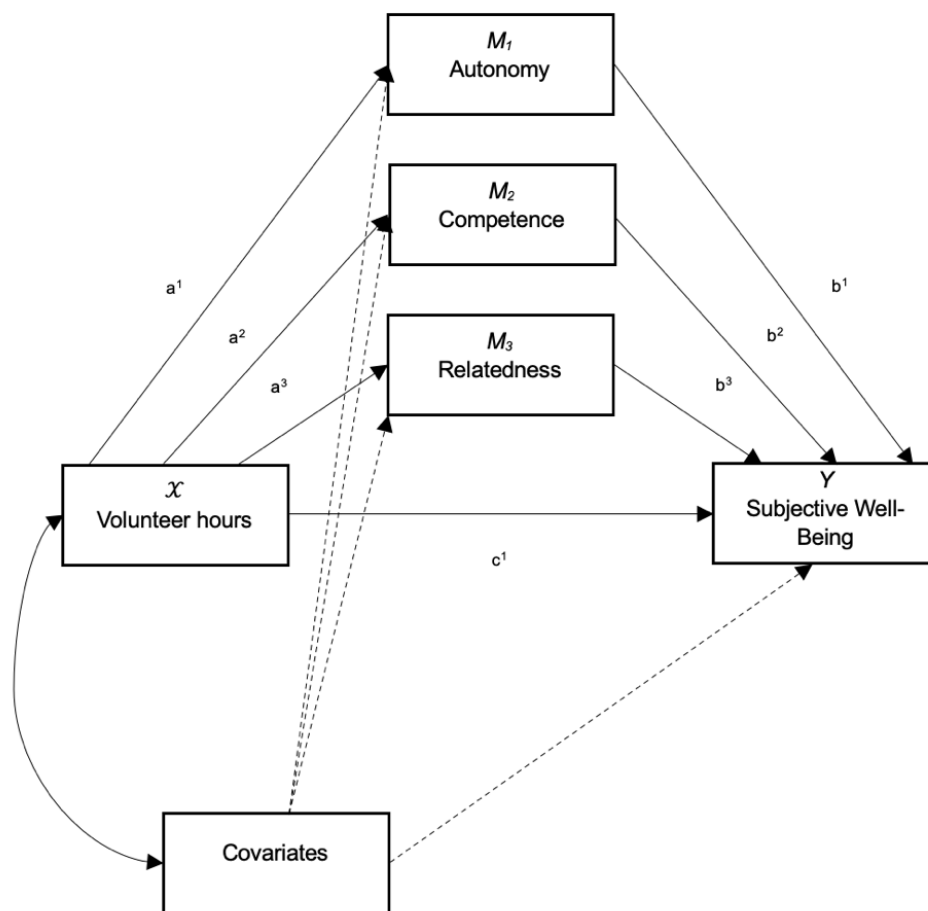 M₁
Autonomy
M₂
Competence
a¹
b¹
a²
b²
M₃
Relatedness
a³
b³
𝒳
Volunteer hours
Y
Subjective Well-
Being
c¹
Covariates